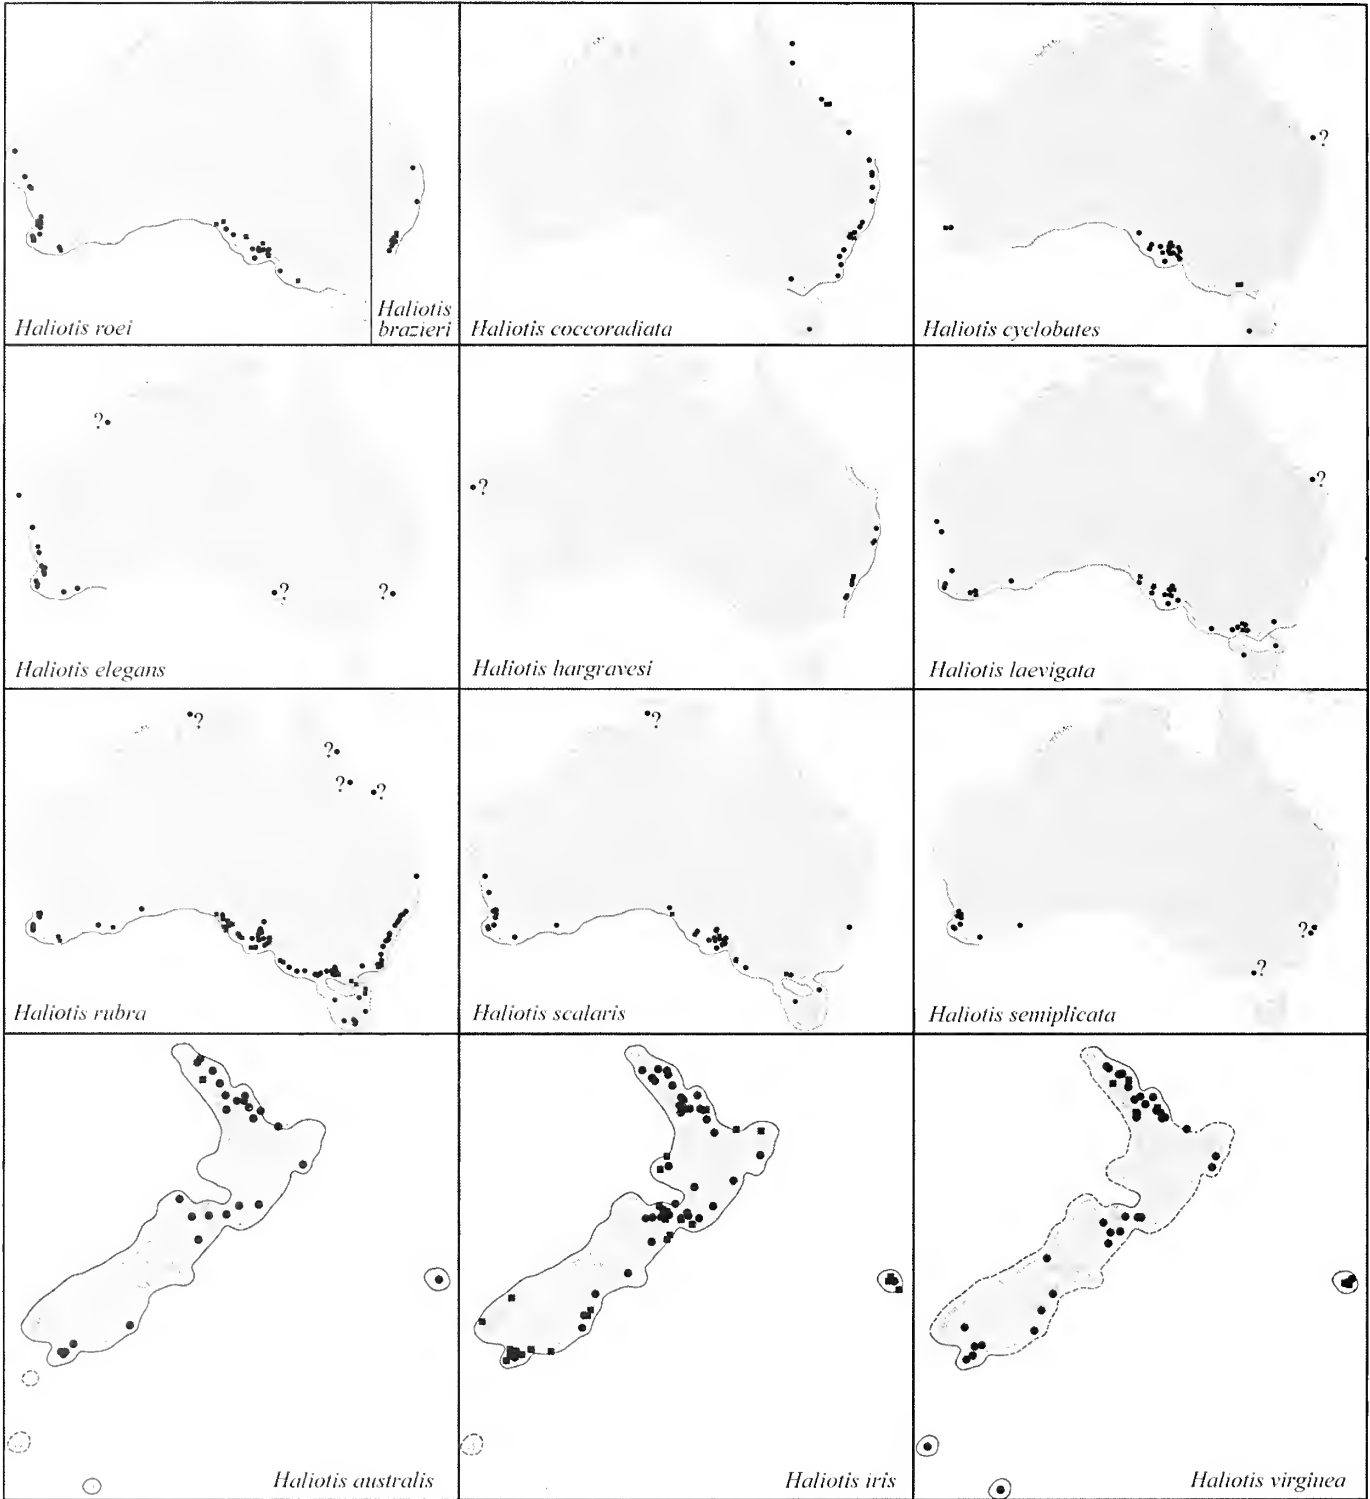 ?
Haliotis roei
Haliotis
brazieri
Haliotis coccoradiata
Haliotis cyclobates
?
?
?
?
?
Haliotis elegans
Haliotis hargravesi
Haliotis laevigata
?
?
?
?
?
?
?
Haliotis rubra
Haliotis scalaris
Haliotis semiplicata
Haliotis australis
Haliotis iris
Haliotis virginea